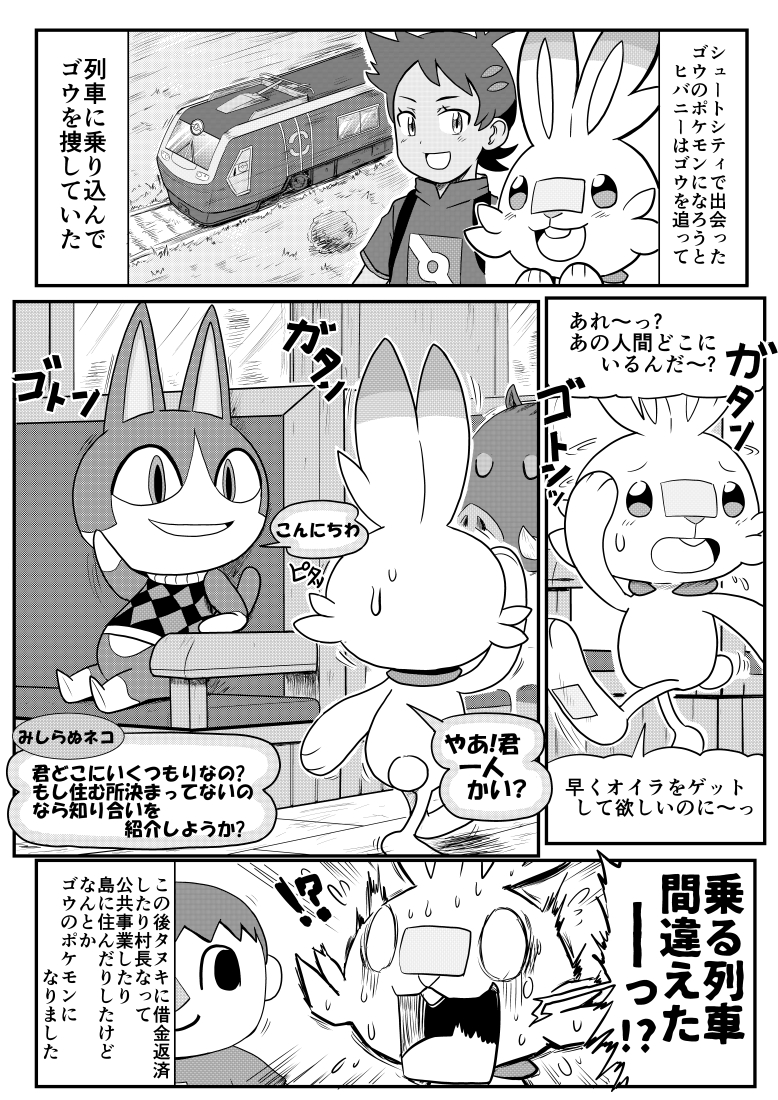 シュートシティで出会った
ゴウのポケモンになろうと
ヒバニーはゴウを追って
列車に乗り込んで
ゴウを捜していた
あれ～っ?
あの人間どこに
いるんだ～?
ガタン
ゴトンッ
早くオイラをゲット
して欲しいのに～っ
ガタン
ゴトン
こんにちわ
ピタッ
やあ!君
一人
かい?
みしらぬネコ
君どこにいくつもりなの?
もし住む所決まってないの
なら知り合いを
紹介しようか?
乗る列車
間違えた
ーーっ!?
!?
この後タヌキに借金返済
したり村長なって
公共事業したり
島に住んだりしたけど
なんとか
ゴウのポケモンに
なりました